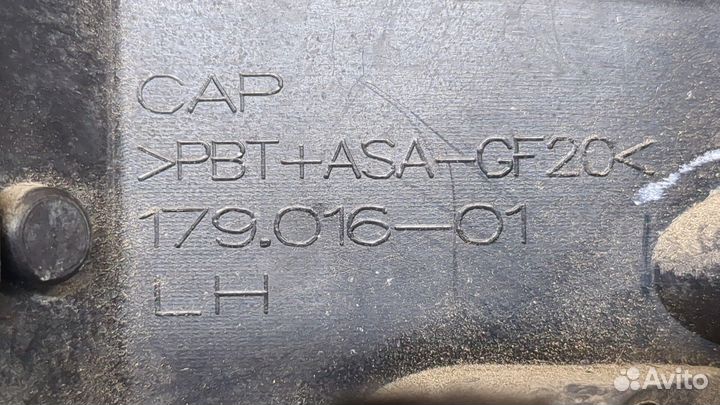 CAP
>PBT+ASA-GF20<
179.016-01
LH
Avito